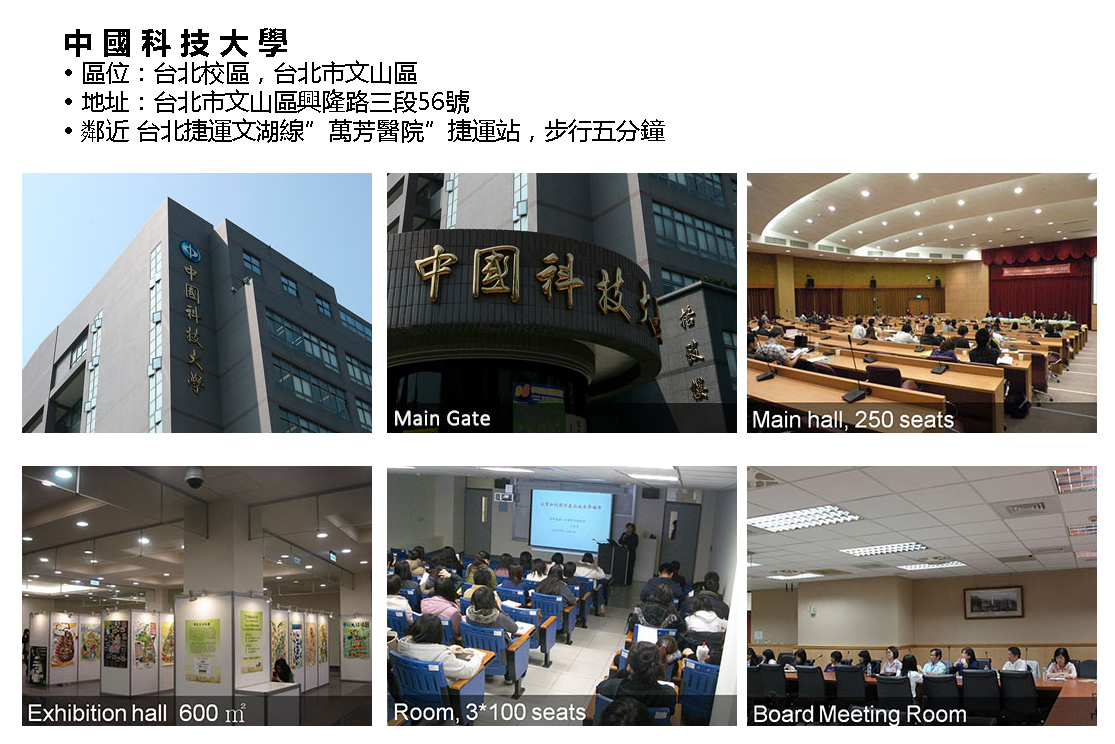 中國科技大學
• 區位：台北校區，台北市文山區
• 地址：台北市文山區興隆路三段56號
• 鄰近 台北捷運文湖線”萬芳醫院”捷運站，步行五分鐘
中國科技大學
中國科技大
Main Gate
Main hall, 250 seats
Exhibition hall 600 ㎡
Room, 3*100 seats
Board Meeting Room